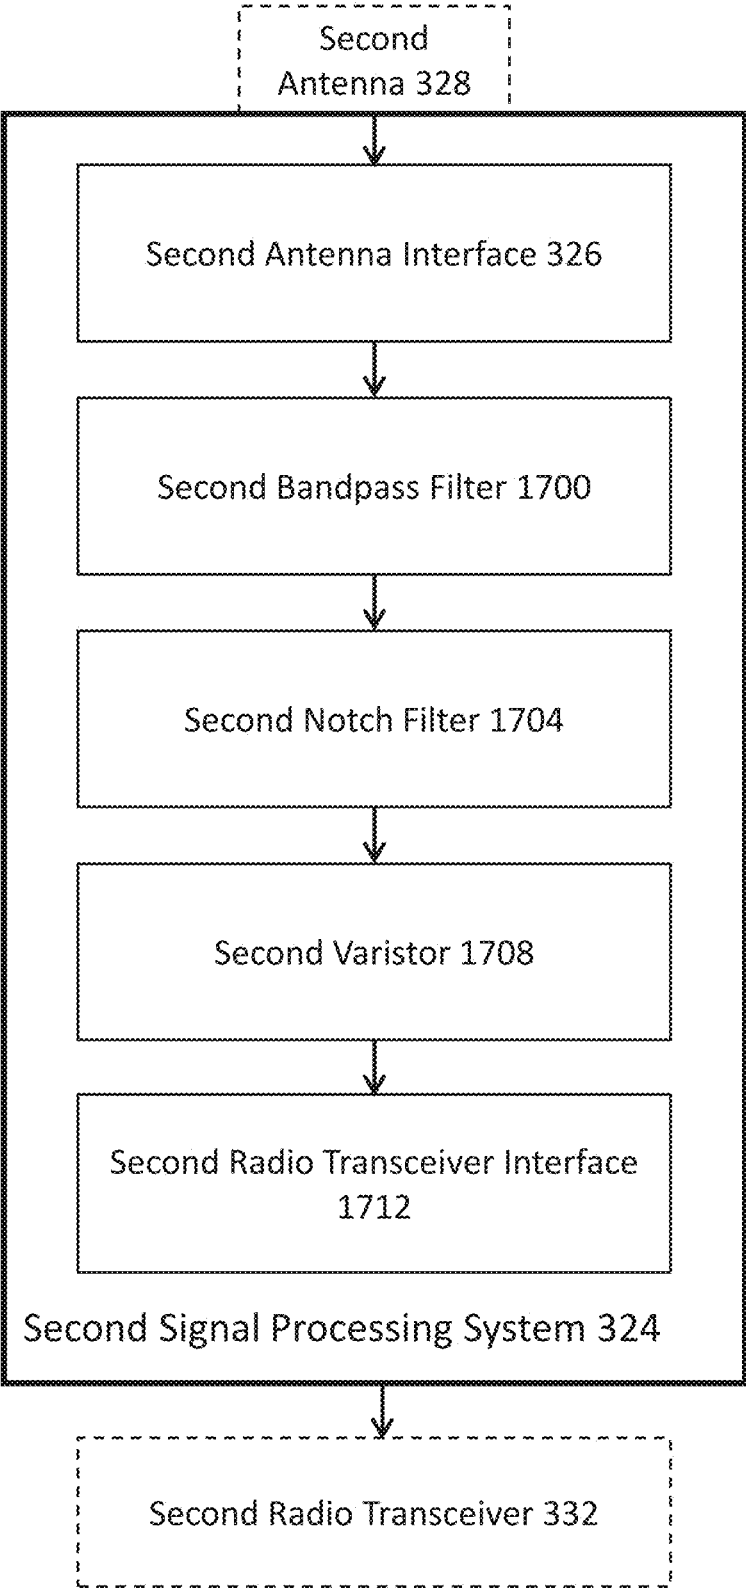 Second
Antenna 328
Second Antenna Interface 326
Second Bandpass Filter 1700
Second Notch Filter 1704
Second Varistor 1708
Second Radio Transceiver Interface
1712
Second Signal Processing System 324
Second Radio Transceiver 332